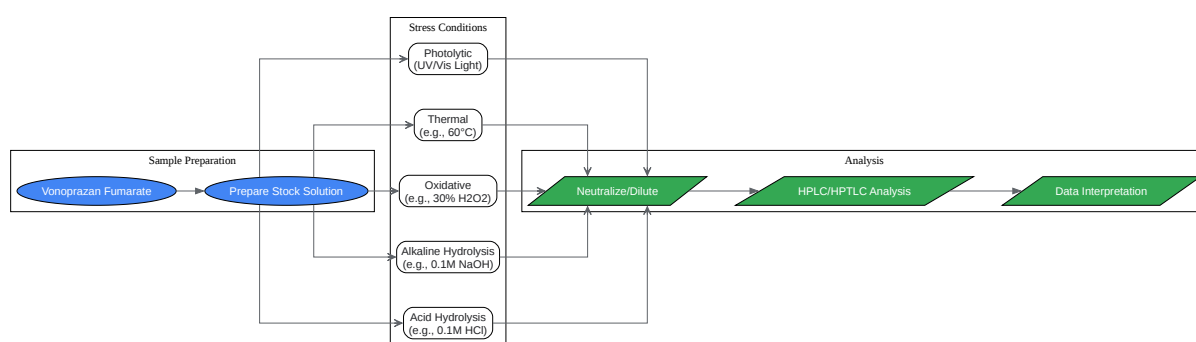 Stress Conditions
Photolytic
(UV/Vis Light)
Thermal
(e.g., 60°C)
Sample Preparation
Analysis
Vonoprazan Fumarate
Prepare Stock Solution
Oxidative
(e.g., 30% H2O2)
Neutralize/Dilute
HPLC/HPTLC Analysis
Data Interpretation
Alkaline Hydrolysis
(e.g., 0.1M NaOH)
Acid Hydrolysis
(e.g., 0.1M HCl)